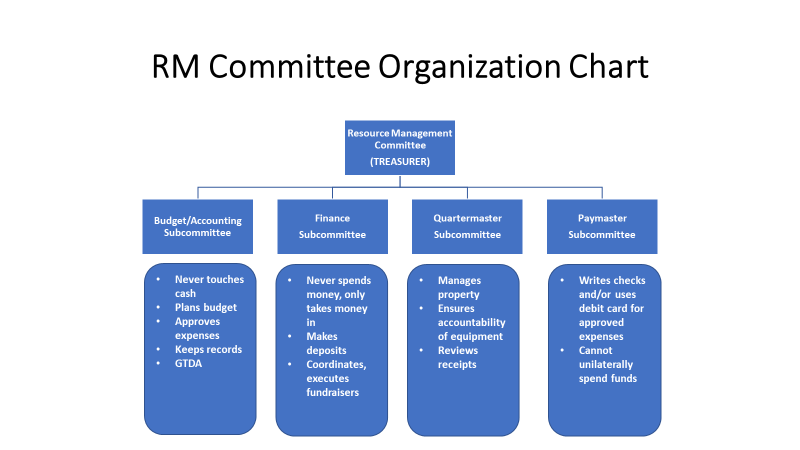 RM Committee Organization Chart
Resource Management
Committee
(TREASURER)
Budget/Accounting
Subcommittee
Finance
Subcommittee
Quartermaster
Subcommittee
Paymaster
Subcommittee
• Never touches
cash
• Plans budget
• Approves
expenses
• Keeps records
• GTDA
• Never spends
money, only
takes money
in
• Makes
deposits
• Coordinates,
executes
fundraisers
• Manages
property
• Ensures
accountability
of equipment
• Reviews
receipts
• Writes checks
and/or uses
debit card for
approved
expenses
• Cannot
unilaterally
spend funds